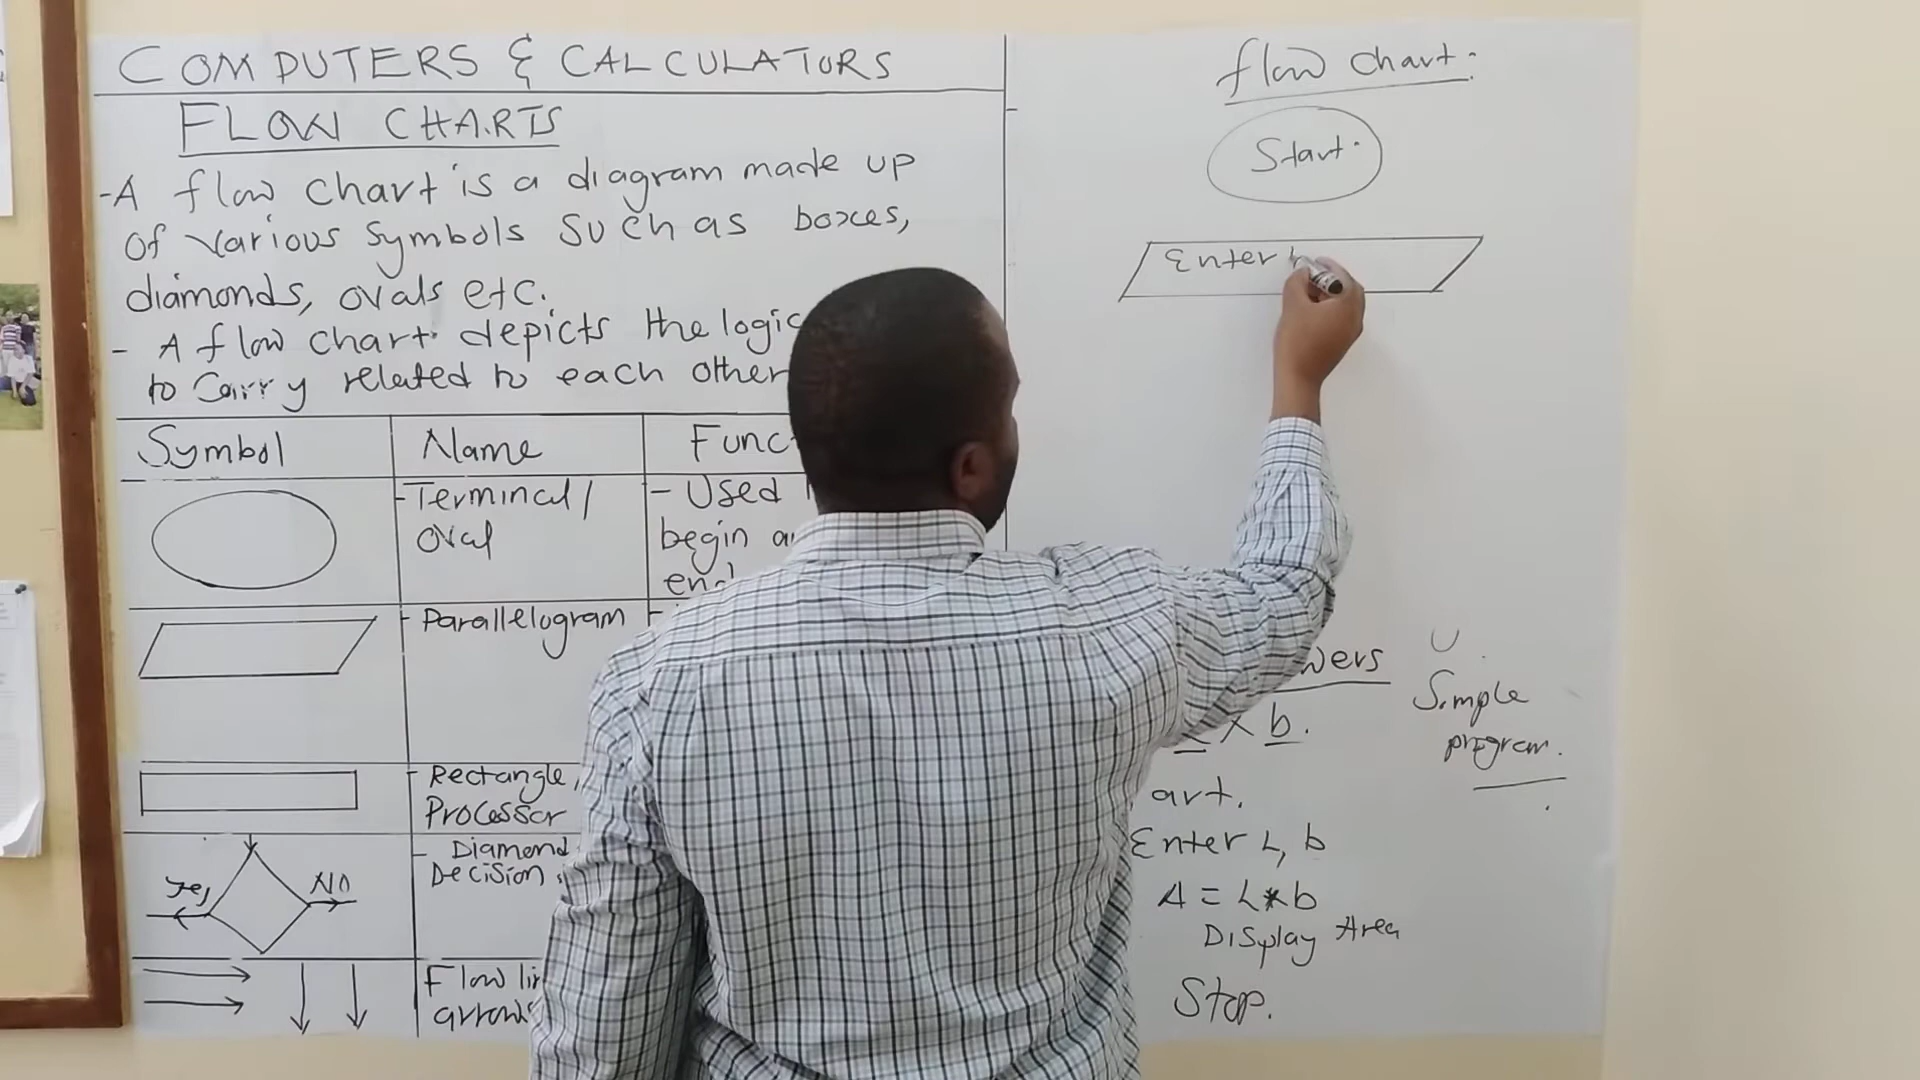 COMPUTERS & CALCULATORS
FLOW CHARTS
-A flow chart is a diagram made up
of various symbols such as boxes,
diamonds, ovals etc.
- A flow chart depicts the logic
to carry related to each other
Symbol Name Func
Yes NO
-Terminal/
oval
- Used
begin
end
- Parallelogram -
- Rectangle,
Processor
- Diamond
Decision
Flow
arrows
flow chart:
Start.
Enter
wers
x b.
art.
Enter L, b
A = L*b
Display Area
Stop.
Simple
program.